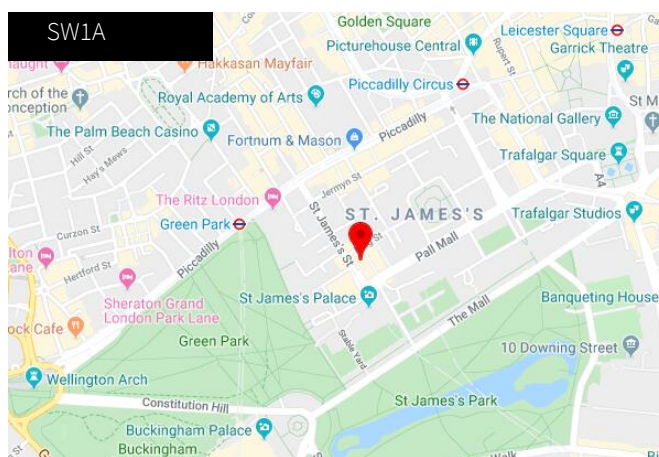 SW1A
Golden Square
Leicester Square
Picturehouse Central
Garrick Theatre
Rupert St
Hakkasan Mayfair
Piccadilly Circus
rch of the
onception
Royal Academy of Arts
St M
The National Gallery
The Palm Beach Casino
Fortnum & Mason
Piccadilly
Hill St
Hay's Mews
Trafalgar Square
Jermyn St
A4
The Ritz London
ST. JAMES'S
Trafalgar Studios
Green Park
St James's St
Curzon St
Pall Mall
Piccadilly
Hertford St
Sheraton Grand
London Park Lane
St James's Palace
Banqueting House
The Mall
ock Cafe
Green Park
Stable Yard
10 Downing Street
Wellington Arch
St James's Park
Constitution Hill
Buckingham Palace
Buckingham